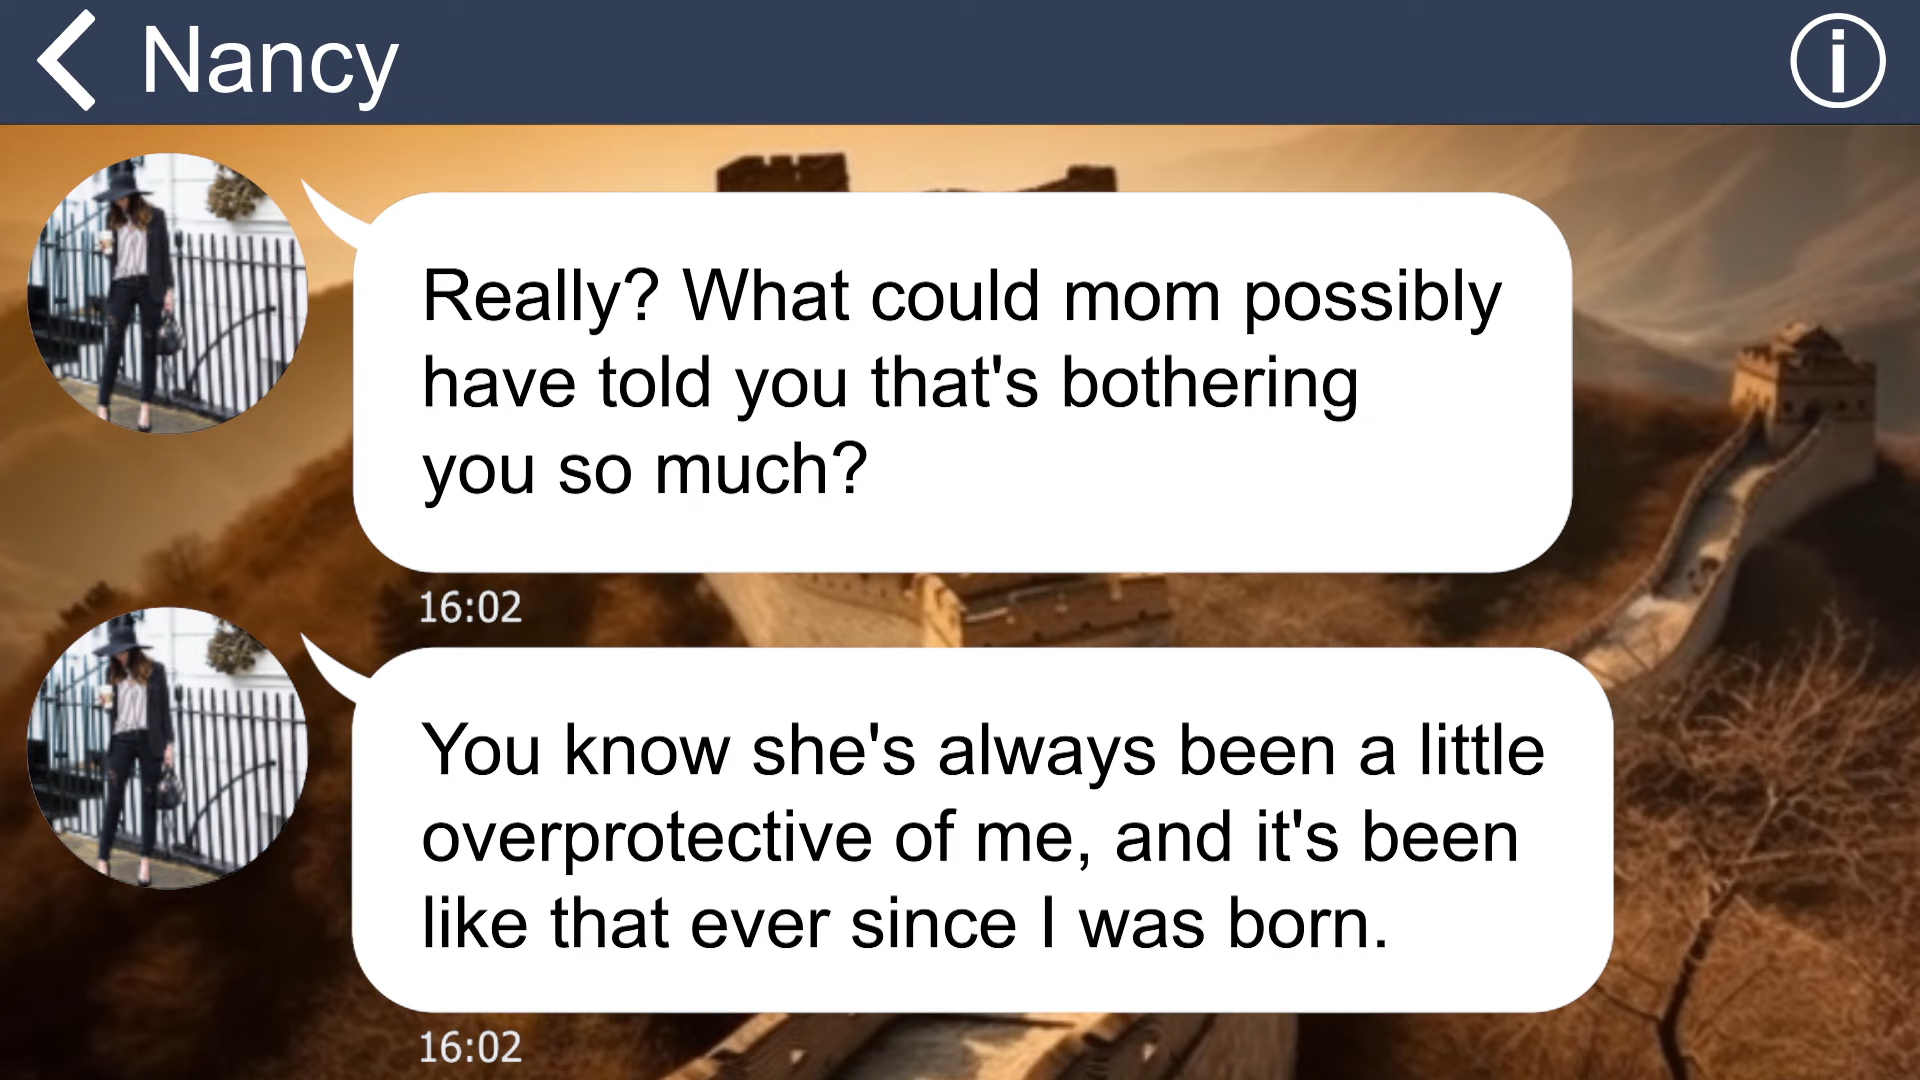 Nancy
Really? What could mom possibly
have told you that's bothering
you so much?
16:02
You know she's always been a little
overprotective of me, and it's been
like that ever since I was born.
16:02